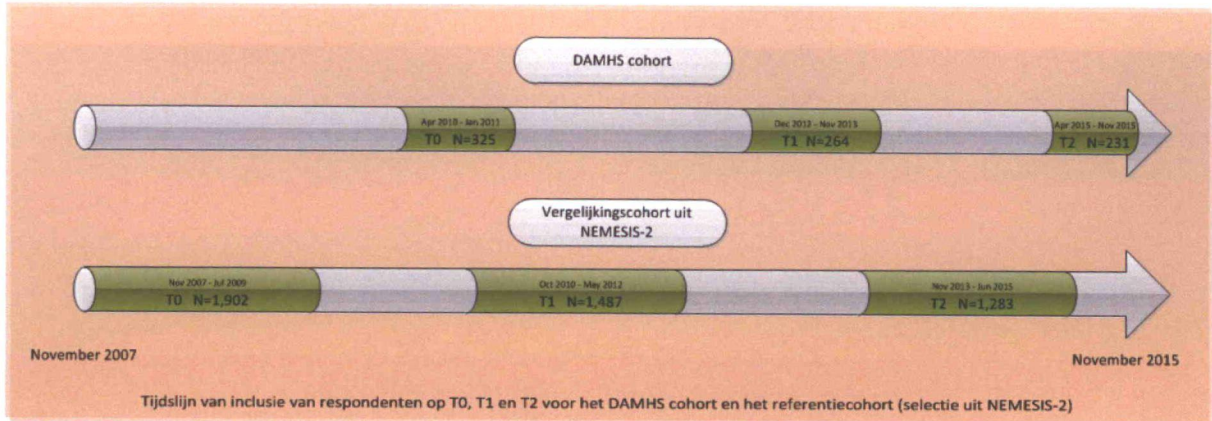 DAMHS cohort
Apr 2010 - Jan 2011
T0 N=325
Dec 2012 - Nov 2013
T1 N=264
Apr 2015 - Nov 2015
T2 N=231
Vergelijkingscohort uit
NEMESIS-2
Nov 2007 - Jul 2009
T0 N=1,902
Oct 2010 - May 2012
T1 N=1,487
Nov 2013 - Jun 2015
T2 N=1,283
November 2007
November 2015
Tijdslijn van inclusie van respondenten op T0, T1 en T2 voor het DAMHS cohort en het referentiecohort (selectie uit NEMESIS-2)